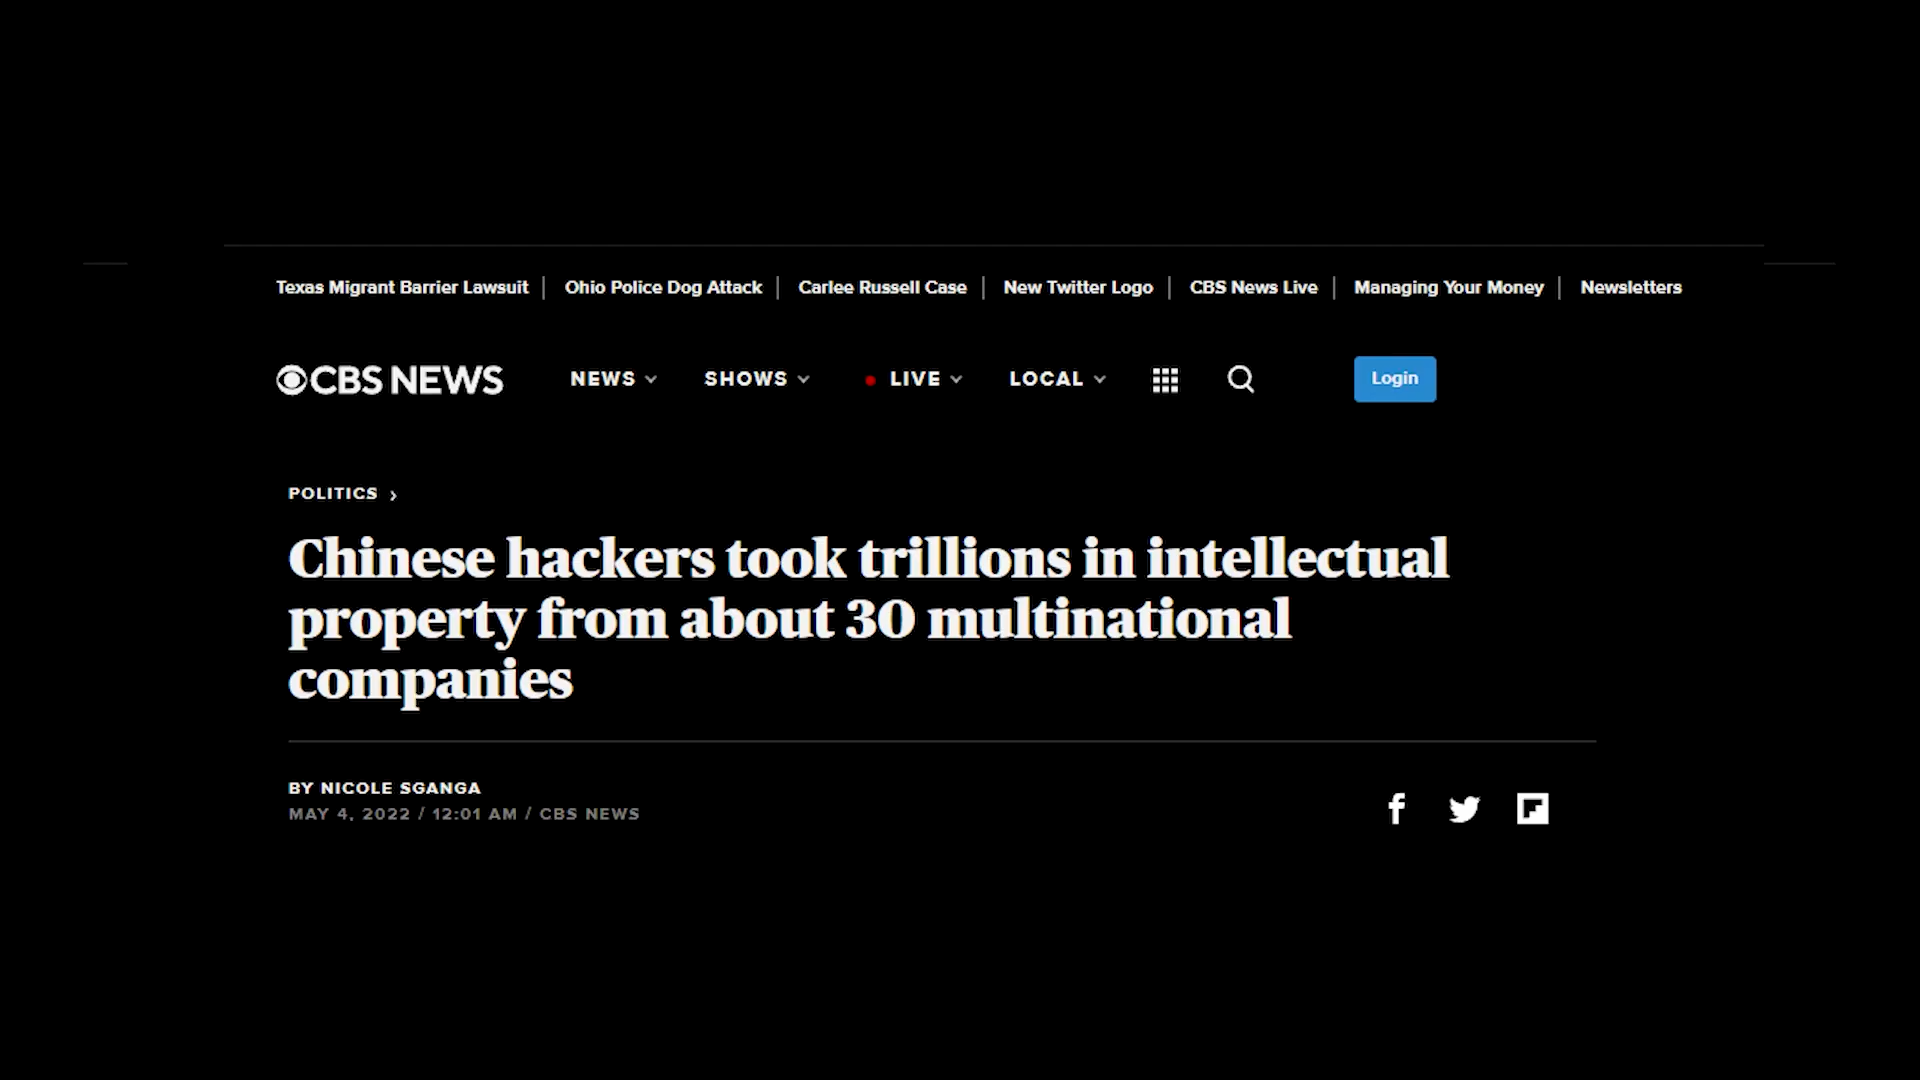 Texas Migrant Barrier Lawsuit | Ohio Police Dog Attack | Carlee Russell Case | New Twitter Logo | CBS News Live | Managing Your Money | Newsletters
CBS NEWS NEWS SHOWS LIVE LOCAL Login
POLITICS ›
Chinese hackers took trillions in intellectual
property from about 30 multinational
companies
BY NICOLE SGANGA
MAY 4, 2022 / 12:01 AM / CBS NEWS